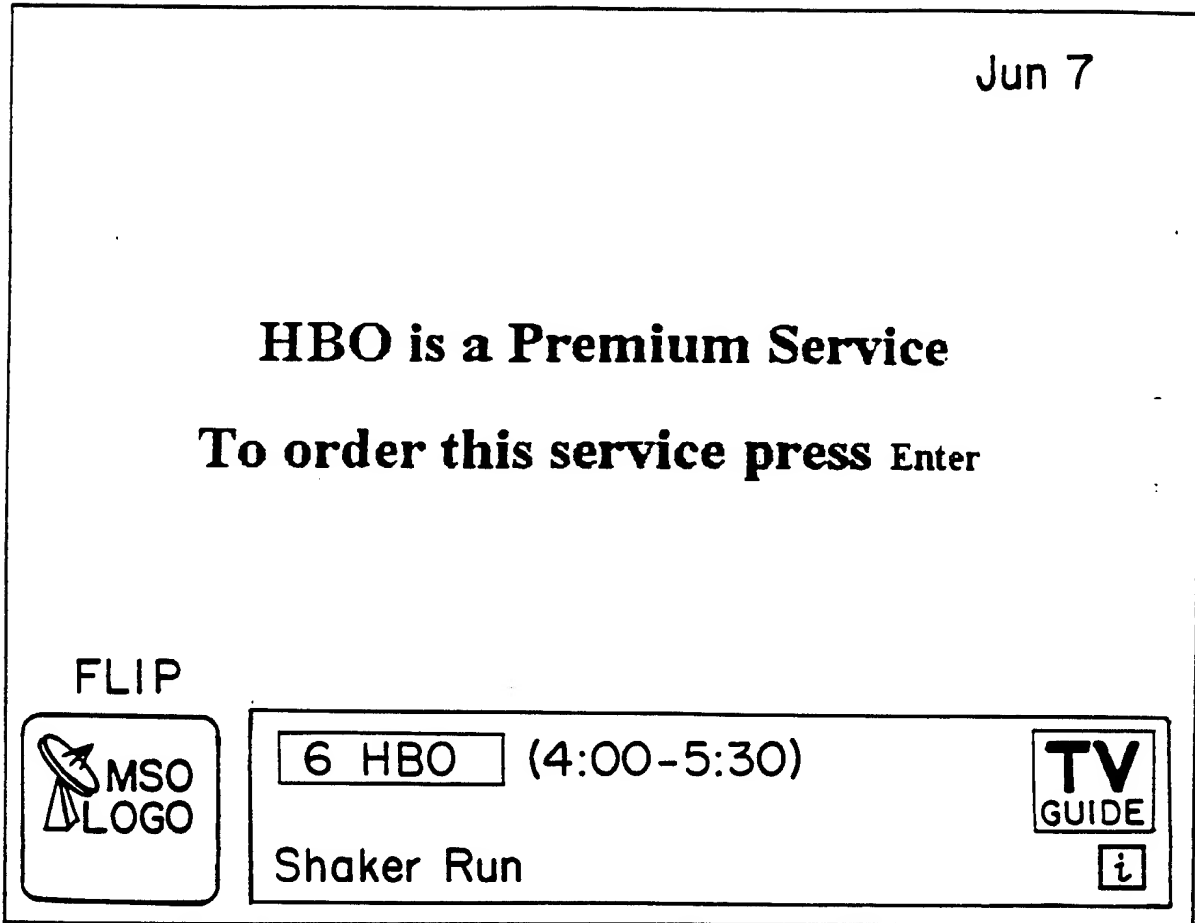 Jun 7
HBO is a Premium Service
To order this service press Enter
FLIP
MSO
LOGO
6 HBO (4:00-5:30)
TV
GUIDE
Shaker Run
i